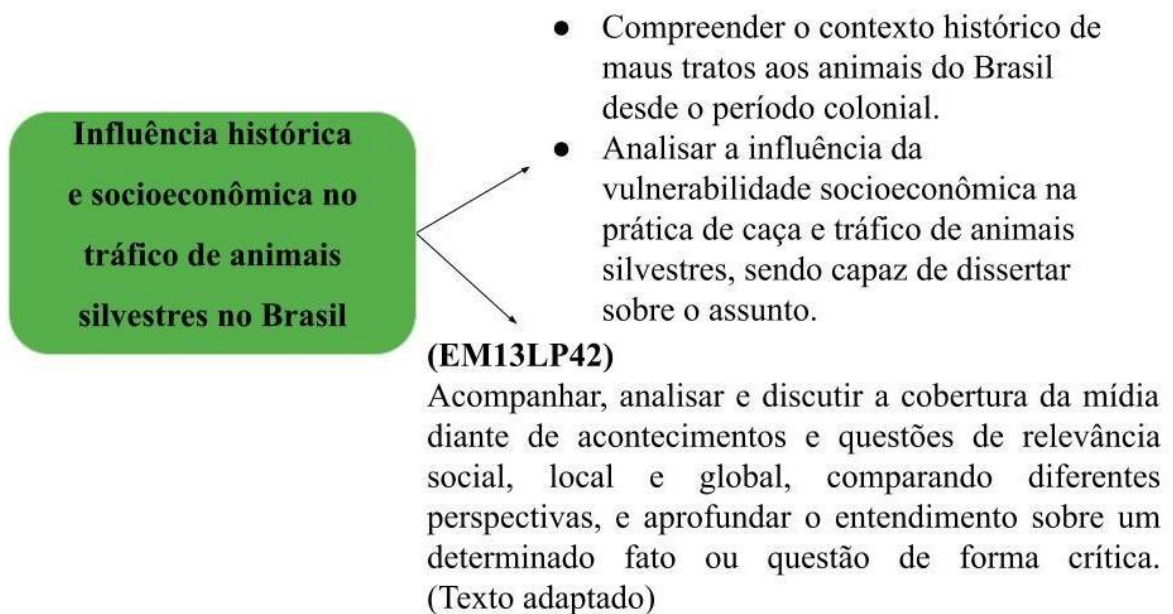 Influência histórica
e socioeconômica no
tráfico de animais
silvestres no Brasil
● Compreender o contexto histórico de
maus tratos aos animais do Brasil
desde o período colonial.
● Analisar a influência da
vulnerabilidade socioeconômica na
prática de caça e tráfico de animais
silvestres, sendo capaz de dissertar
sobre o assunto.
(EM13LP42)
Acompanhar, analisar e discutir a cobertura da mídia
diante de acontecimentos e questões de relevância
social, local e global, comparando diferentes
perspectivas, e aprofundar o entendimento sobre um
determinado fato ou questão de forma crítica.
(Texto adaptado)